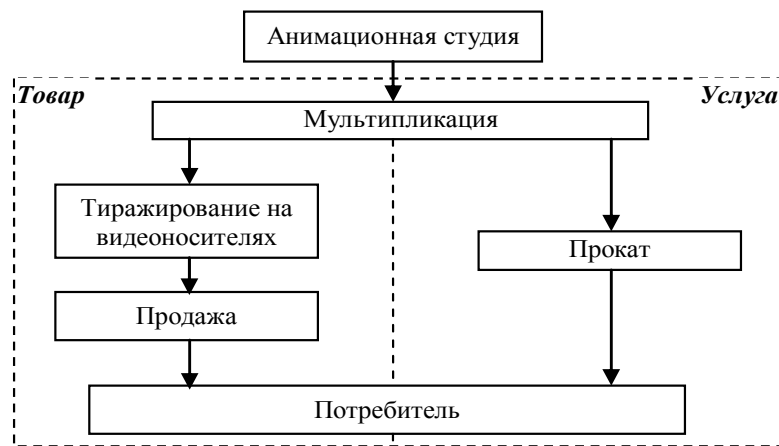 Анимационная студия
Товар
Услуга
Мультипликация
Тиражирование на
видеоносителях
Прокат
Продажа
Потребитель